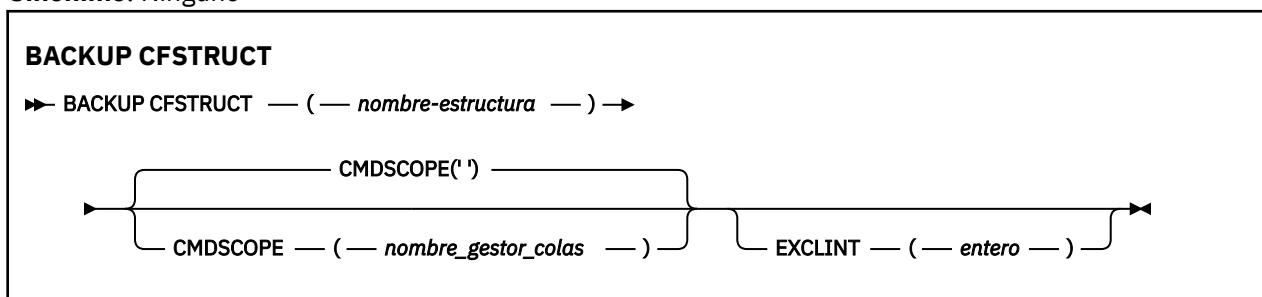 Sinónimo: Ninguno
BACKUP CFSTRUCT
BACKUP CFSTRUCT ( nombre-estructura )
CMDSCOPE(' ')
CMDSCOPE ( nombre_gestor_colas )
EXCLINT ( entero )